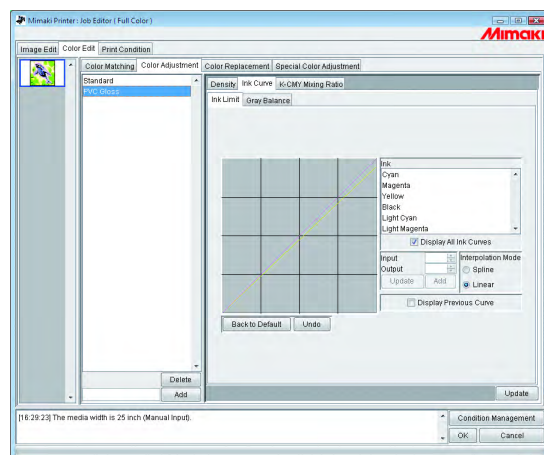 Mimaki Printer : Job Editor ( Full Color )
Mimaki
Image Edit Color Edit Print Condition
Color Matching Color Adjustment Color Replacement Special Color Adjustment
Standard
PVC Gloss
Density Ink Curve K-CMY Mixing Ratio
Ink Limit Gray Balance
Ink
Cyan
Magenta
Yellow
Black
Light Cyan
Light Magenta
Display All Ink Curves
Input
Output
Update Add
Interpolation Mode
Spline
Linear
Display Previous Curve
Back to Default Undo
Delete
Add
Update
[16:29:23] The media width is 25 inch (Manual Input).
Condition Management
OK Cancel